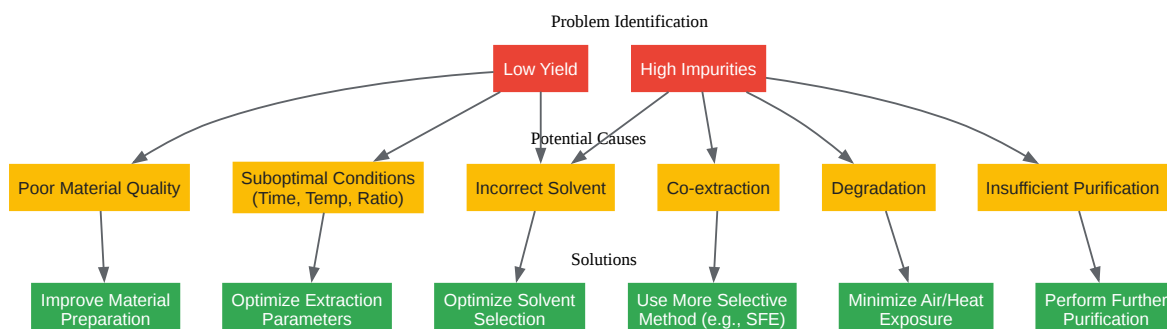 Problem Identification
Low Yield
High Impurities
Potential Causes
Poor Material Quality
Suboptimal Conditions
(Time, Temp, Ratio)
Incorrect Solvent
Co-extraction
Degradation
Insufficient Purification
Solutions
Improve Material
Preparation
Optimize Extraction
Parameters
Optimize Solvent
Selection
Use More Selective
Method (e.g., SFE)
Minimize Air/Heat
Exposure
Perform Further
Purification